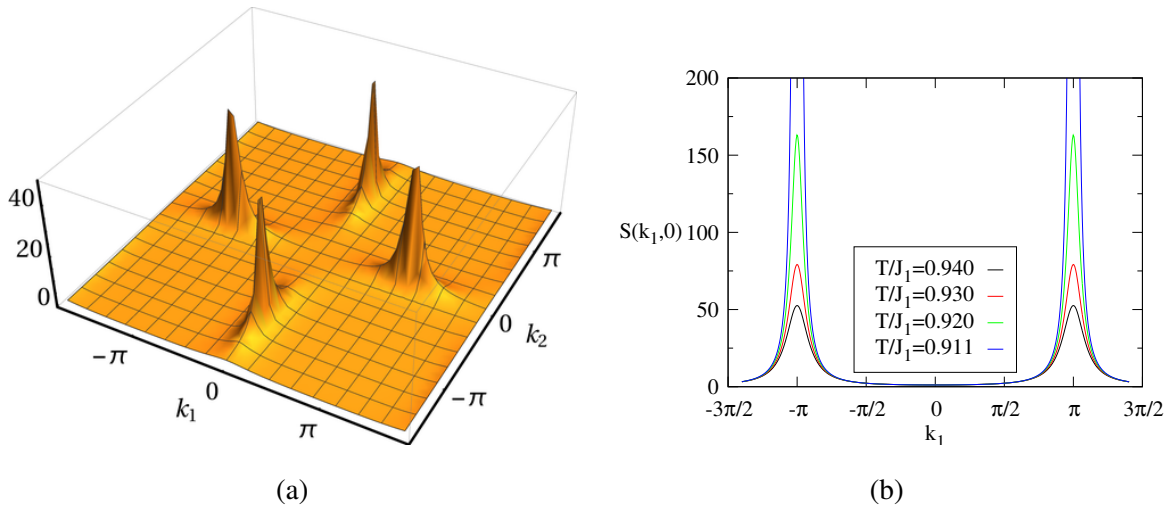 40
20
0
−π
0
π
k₁
−π
0
π
k₂
(a)
200
150
100
50
0
S(k₁,0)
T/J₁=0.940
T/J₁=0.930
T/J₁=0.920
T/J₁=0.911
-3π/2 -π -π/2 0 π/2 π 3π/2
k₁
(b)